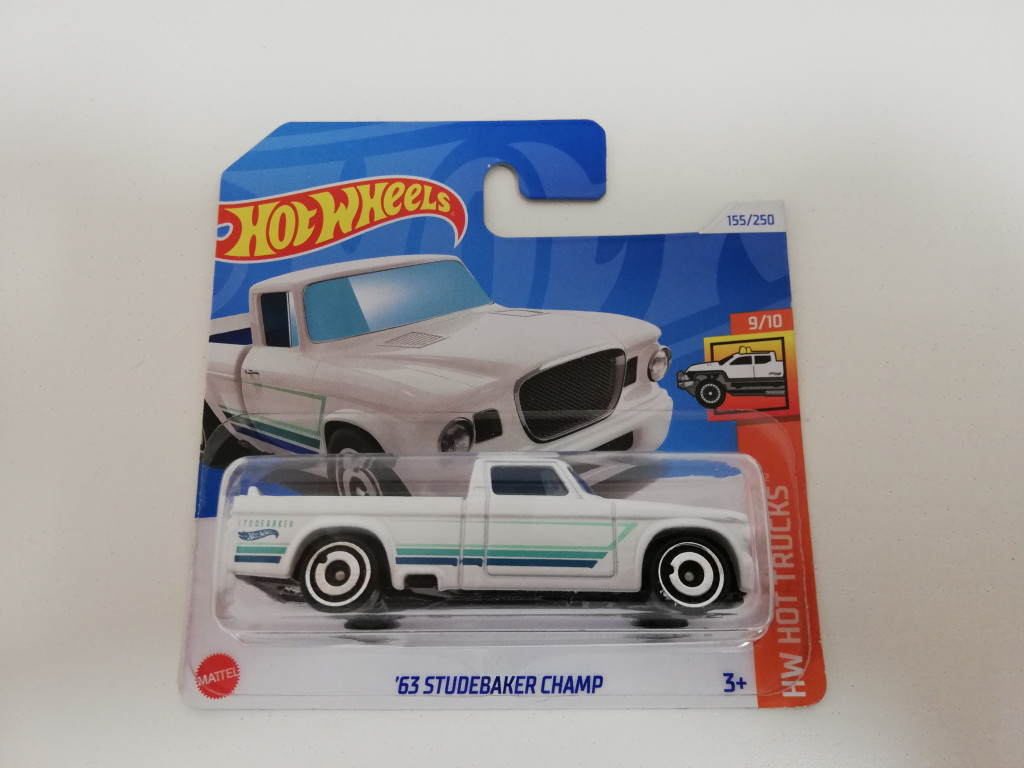 HOT WHEELS
155/250
9/10
HW HOT TRUCKS
STUDEBAKER
Hot Wheels
MATTEL
'63 STUDEBAKER CHAMP
3+